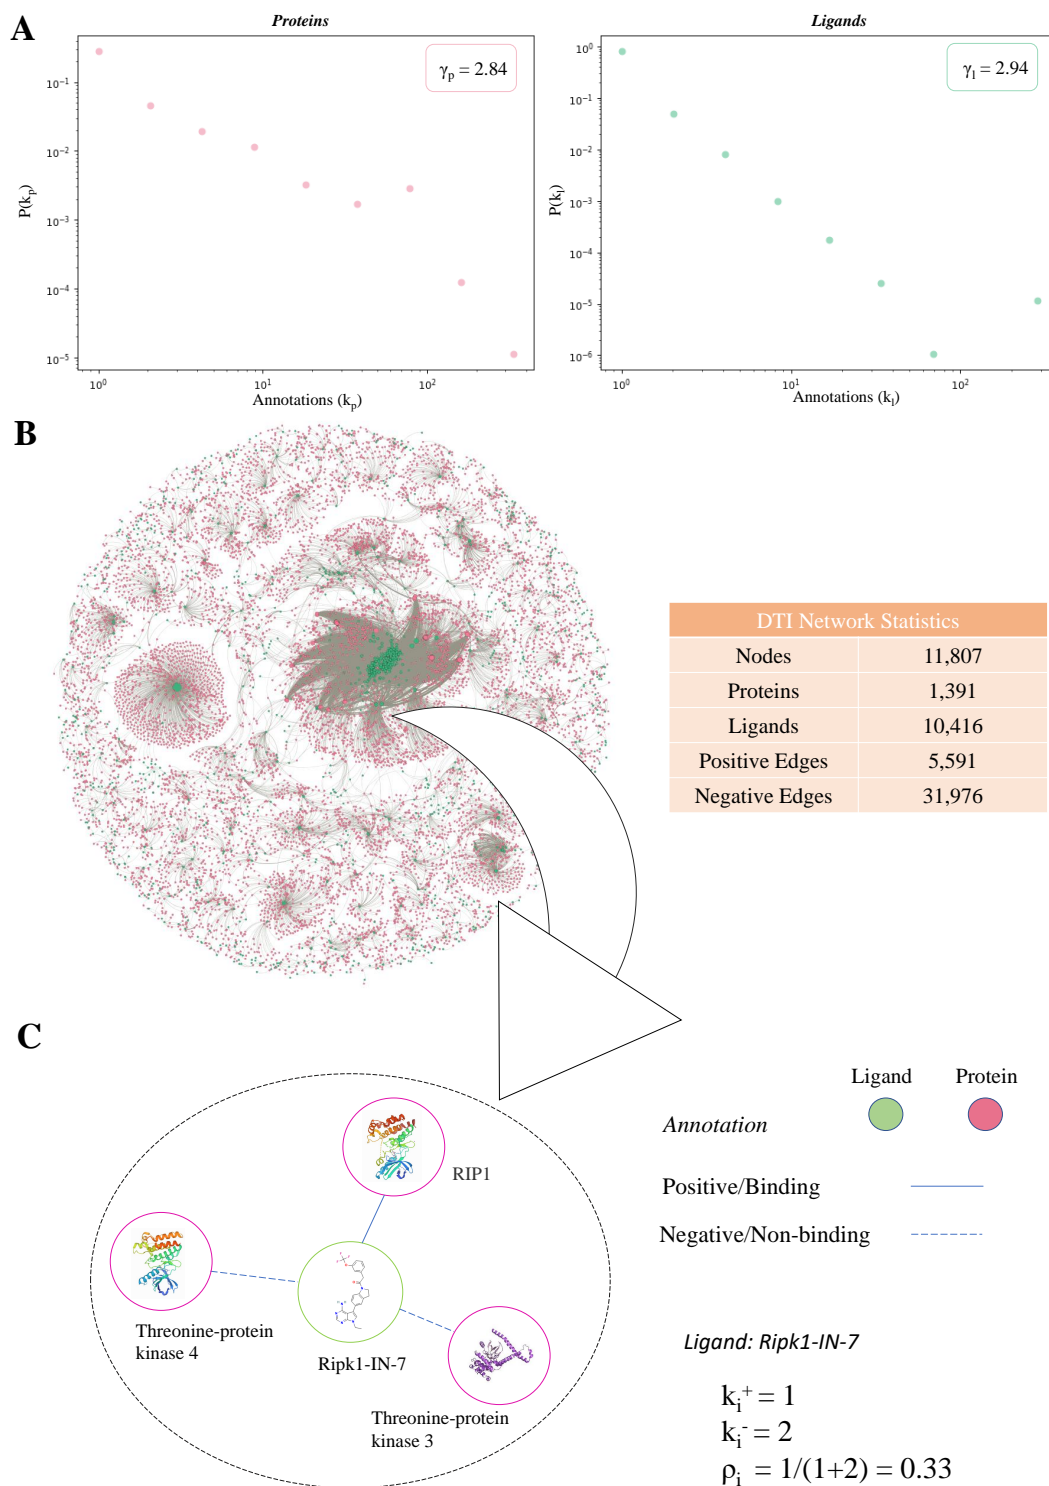 A
Proteins
γp = 2.84
10⁻¹
10⁻²
10⁻³
10⁻⁴
10⁻⁵
P(kp)
10⁰
10¹
10²
Annotations (kp)
Ligands
γl = 2.94
10⁰
10⁻¹
10⁻²
10⁻³
10⁻⁴
10⁻⁵
10⁻⁶
P(kl)
10⁰
10¹
10²
Annotations (kl)
B
DTI Network Statistics
Nodes 11,807
Proteins 1,391
Ligands 10,416
Positive Edges 5,591
Negative Edges 31,976
C
RIP1
Threonine-protein
kinase 4
Ripk1-IN-7
Threonine-protein
kinase 3
Ligand Protein
Annotation
Positive/Binding
Negative/Non-binding
Ligand: Ripk1-IN-7
ki⁺ = 1
ki⁻ = 2
ρi = 1/(1+2) = 0.33